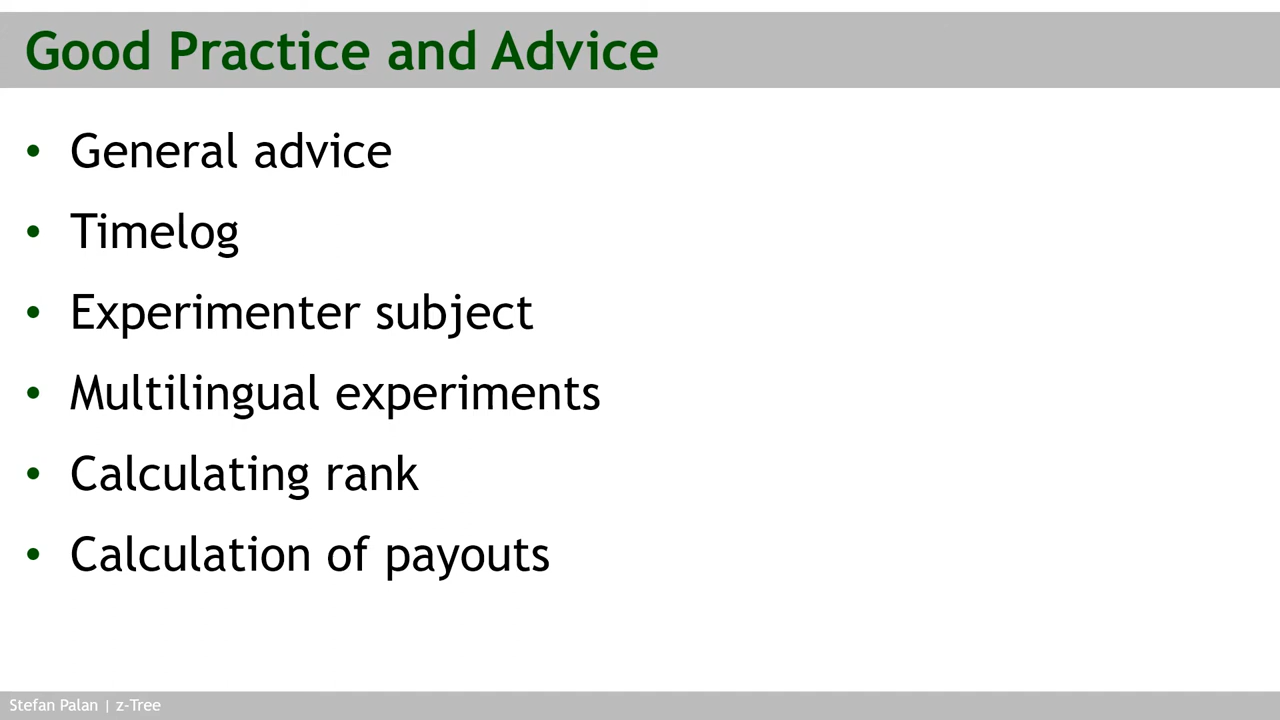 Good Practice and Advice
• General advice
• Timelog
• Experimenter subject
• Multilingual experiments
• Calculating rank
• Calculation of payouts
Stefan Palan | z-Tree